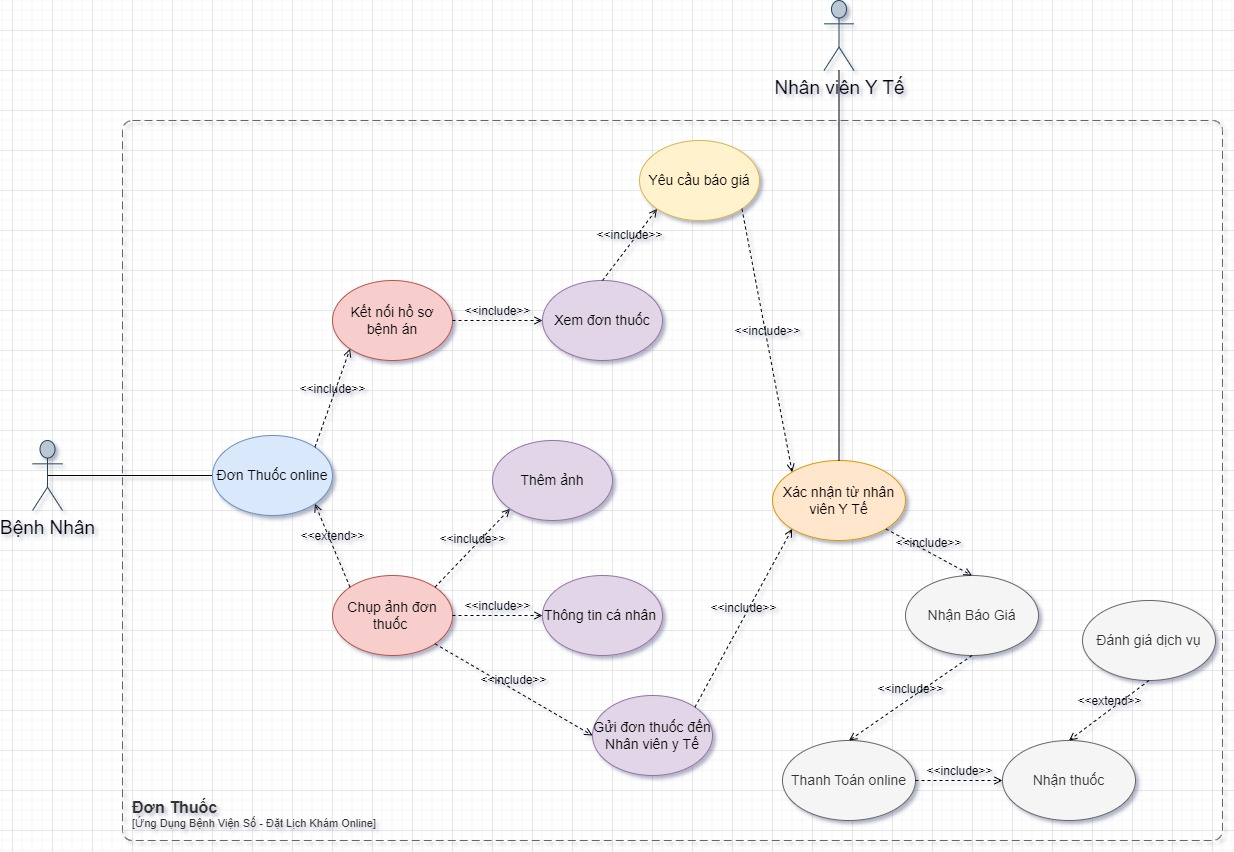 Nhân viên Y Tế
Yêu cầu báo giá
<<include>>
Kết nối hồ sơ
bệnh án
<<include>>
Xem đơn thuốc
<<include>>
<<include>>
Bệnh Nhân
Đơn Thuốc online
Thêm ảnh
Xác nhận từ nhân
viên Y Tế
<<extend>>
<<include>>
<<include>>
Chụp ảnh đơn
thuốc
<<include>>
Thông tin cá nhân
<<include>>
Nhận Báo Giá
Đánh giá dịch vụ
<<include>>
<<include>>
<<extend>>
Gửi đơn thuốc đến
Nhân viên y Tế
Thanh Toán online
<<include>>
Nhận thuốc
Đơn Thuốc
[Ứng Dụng Bệnh Viện Số - Đặt Lịch Khám Online]